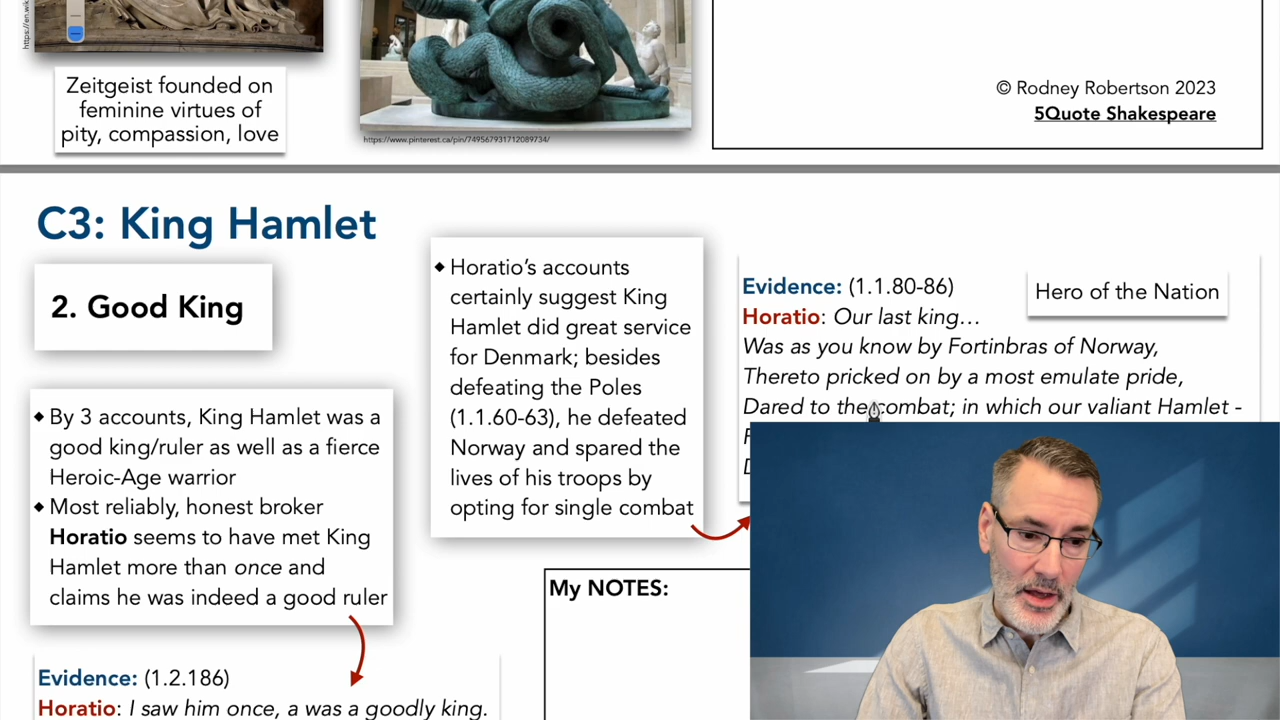 Zeitgeist founded on
feminine virtues of
pity, compassion, love
https://www.pinterest.ca/pin/749567931712089734/
© Rodney Robertson 2023
5Quote Shakespeare
C3: King Hamlet
2. Good King
◆ By 3 accounts, King Hamlet was a
good king/ruler as well as a fierce
Heroic-Age warrior
◆ Most reliably, honest broker
Horatio seems to have met King
Hamlet more than once and
claims he was indeed a good ruler
Evidence: (1.2.186)
Horatio: I saw him once, a was a goodly king.
◆ Horatio's accounts
certainly suggest King
Hamlet did great service
for Denmark; besides
defeating the Poles
(1.1.60-63), he defeated
Norway and spared the
lives of his troops by
opting for single combat
Evidence: (1.1.80-86)
Hero of the Nation
Horatio: Our last king…
Was as you know by Fortinbras of Norway,
Thereto pricked on by a most emulate pride,
Dared to the combat; in which our valiant Hamlet -
My NOTES: